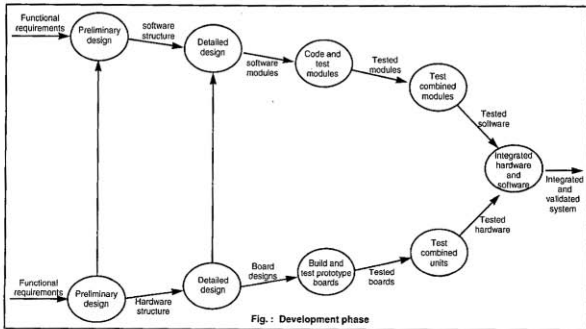 Functional
requirements
Preliminary
design
software
structure
Detailed
design
software
modules
Code and
test
modules
Tested
modules
Test
combined
modules
Tested
software
Integrated
hardware
and
software
Integrated
and
validated
system
Tested
hardware
Functional
requirements
Preliminary
design
Hardware
structure
Detailed
design
Board
designs
Build and
test prototype
boards
Tested
boards
Test
combined
units
Fig. : Development phase